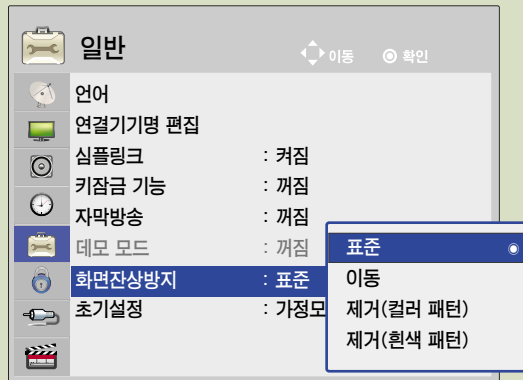 일반 이동 확인
언어
연결기기명 편집
심플링크 : 켜짐
키잠금 기능 : 꺼짐
자막방송 : 꺼짐
데모 모드 : 꺼짐
화면잔상방지 : 표준
초기설정 : 가정모
표준
이동
제거(컬러 패턴)
제거(흰색 패턴)